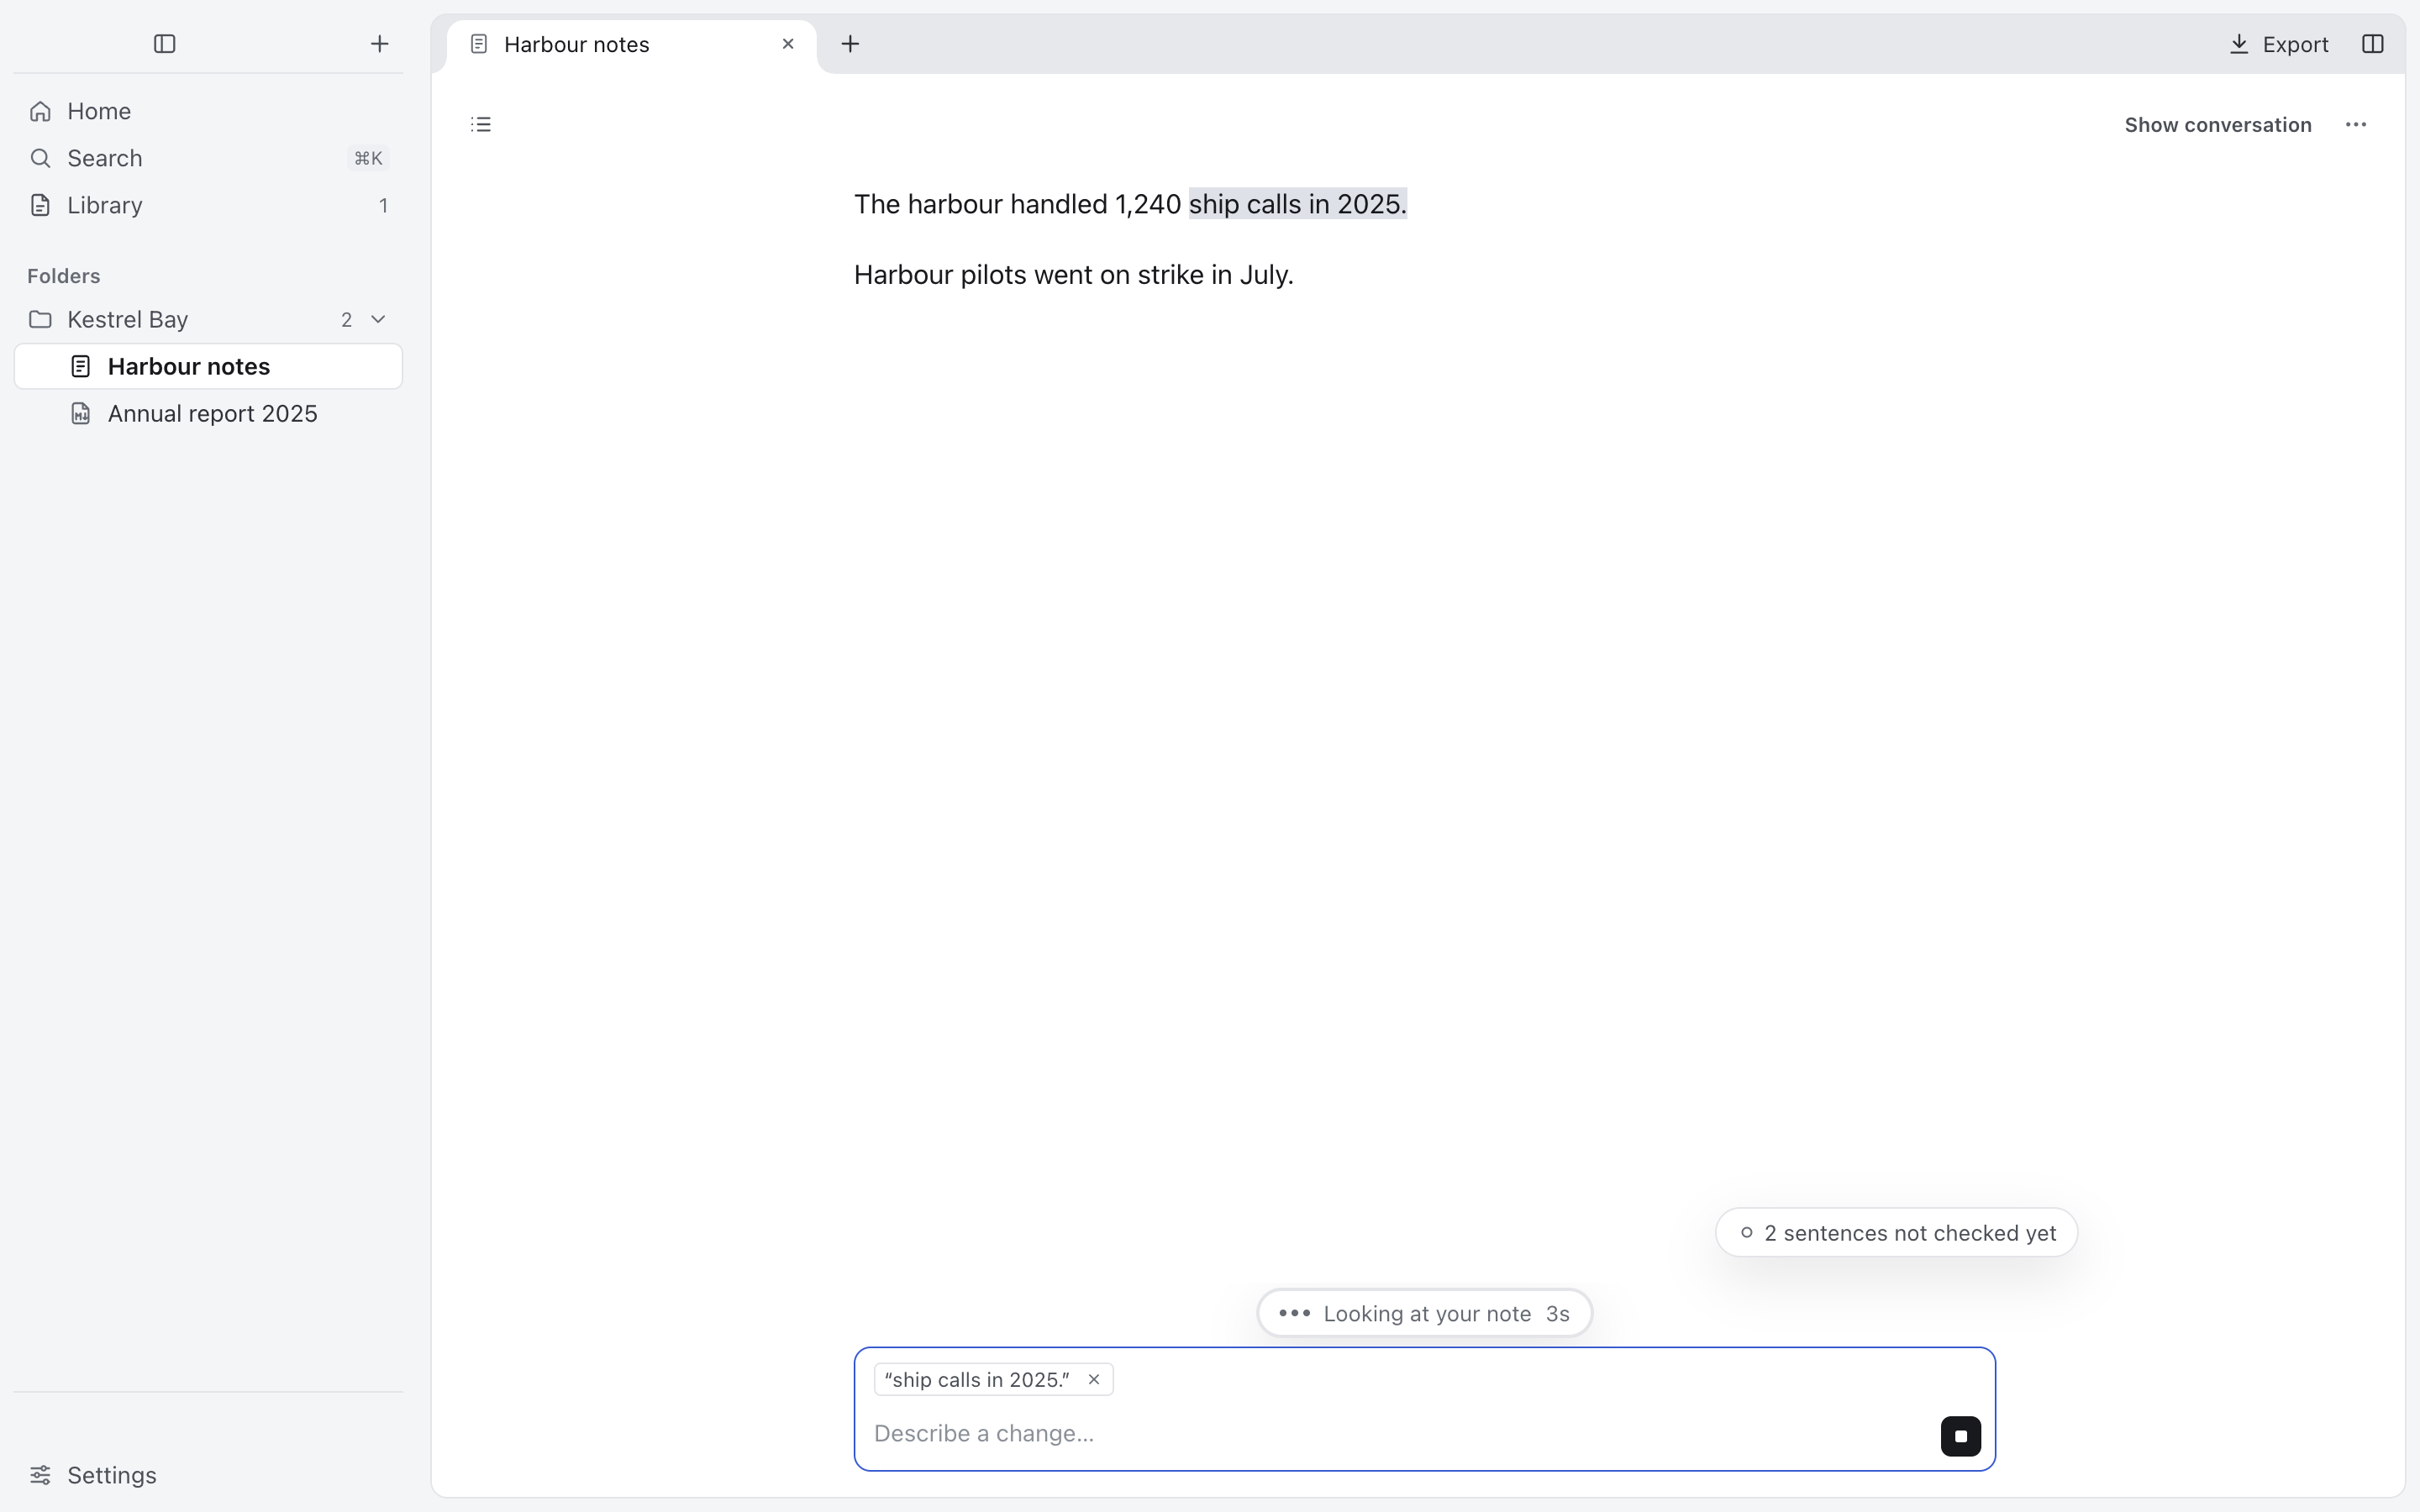 Harbour notes
Export
Home
Search ⌘K
Library 1
Folders
Kestrel Bay 2
Harbour notes
Annual report 2025
Settings
Show conversation
The harbour handled 1,240 ship calls in 2025.
Harbour pilots went on strike in July.
2 sentences not checked yet
Looking at your note 3s
“ship calls in 2025.”
Describe a change...